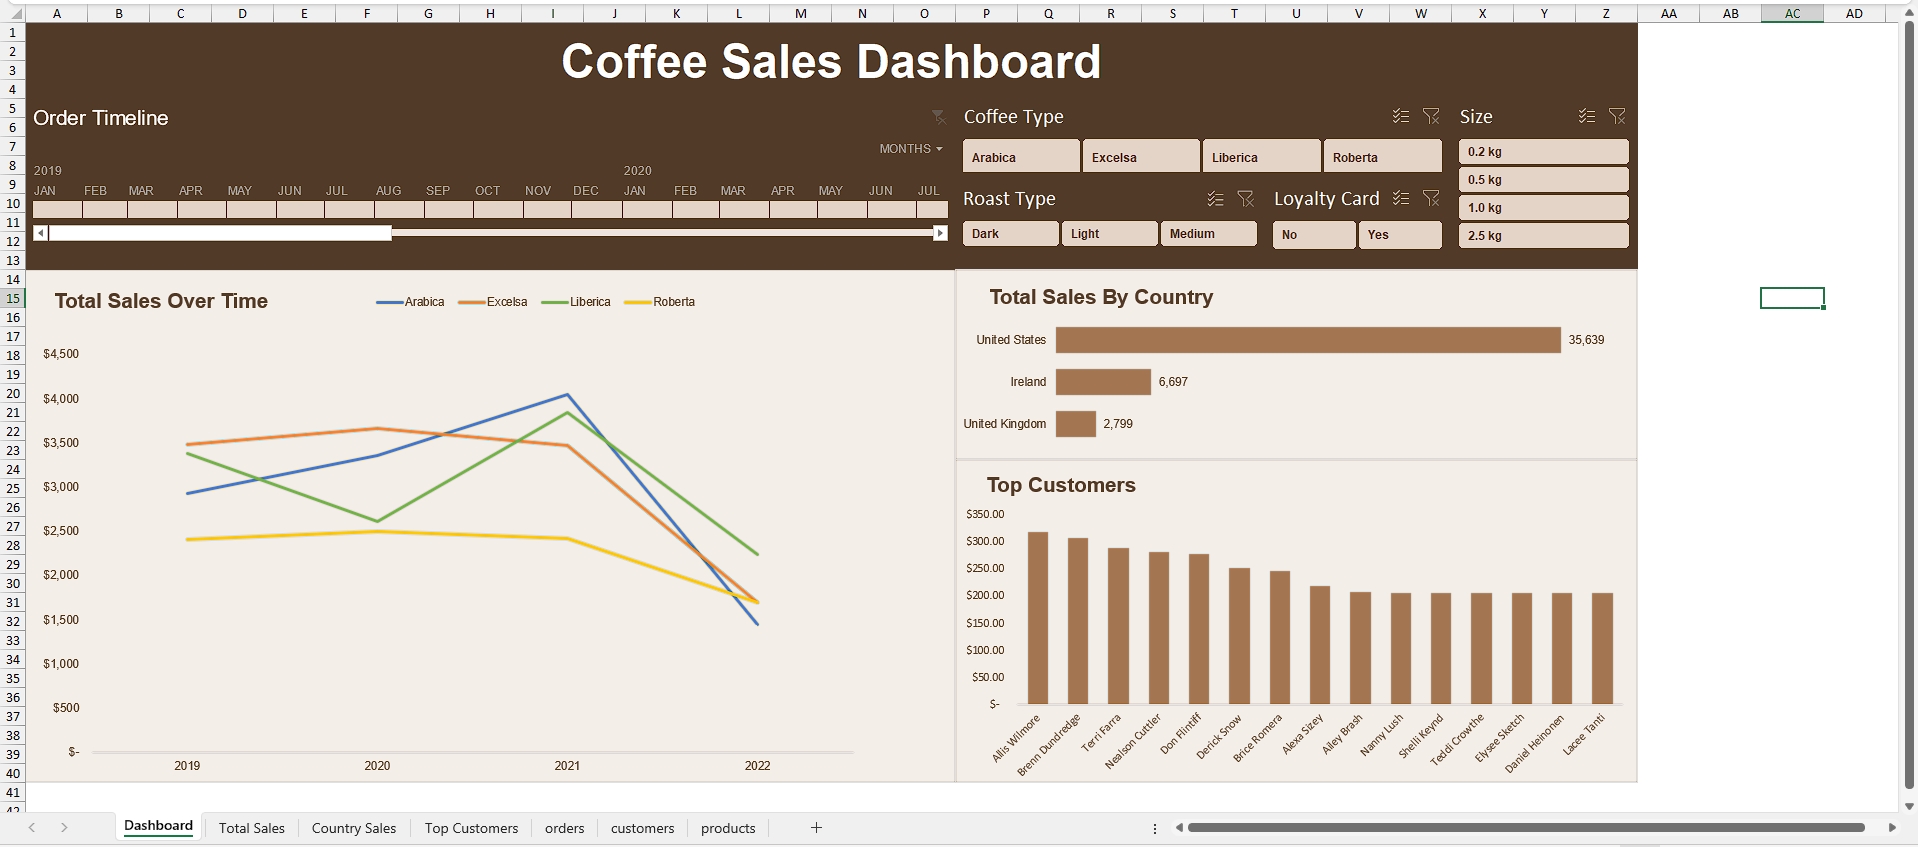 A B C D E F G H I J K L M N O P Q R S T U V W X Y Z AA AB AC AD
1
2
3
4
5
6
7
8
9
10
11
12
13
14
15
16
17
18
19
20
21
22
23
24
25
26
27
28
29
30
31
32
33
34
35
36
37
38
39
40
41
42
Coffee Sales Dashboard
Order Timeline
MONTHS
2019 2020
JAN FEB MAR APR MAY JUN JUL AUG SEP OCT NOV DEC JAN FEB MAR APR MAY JUN JUL
Coffee Type
Arabica Excelsa Liberica Roberta
Roast Type
Dark Light Medium
Loyalty Card
No Yes
Size
0.2 kg
0.5 kg
1.0 kg
2.5 kg
Total Sales Over Time
Arabica Excelsa Liberica Roberta
$4,500
$4,000
$3,500
$3,000
$2,500
$2,000
$1,500
$1,000
$500
$-
2019 2020 2021 2022
Total Sales By Country
United States 35,639
Ireland 6,697
United Kingdom 2,799
Top Customers
$350.00
$300.00
$250.00
$200.00
$150.00
$100.00
$50.00
$-
Allis Wilmore
Brenn Dundredge
Terri Farra
Nealson Cuttler
Don Flintiff
Derick Snow
Brice Romera
Alexa Sizey
Ailey Brash
Nanny Lush
Shelli Keynd
Teddi Crowthe
Elysee Sketch
Daniel Heinonen
Lacee Tanti
Dashboard Total Sales Country Sales Top Customers orders customers products